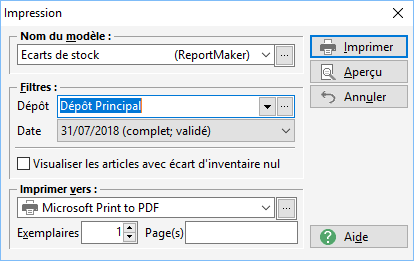 Impression
Nom du modèle :
Ecarts de stock (ReportMaker)
...
Imprimer
Aperçu
Annuler
Filtres :
Dépôt Dépôt Principal
...
Date 31/07/2018 (complet; validé)
Visualiser les articles avec écart d'inventaire nul
Imprimer vers :
Microsoft Print to PDF
...
Exemplaires 1 Page(s)
Aide